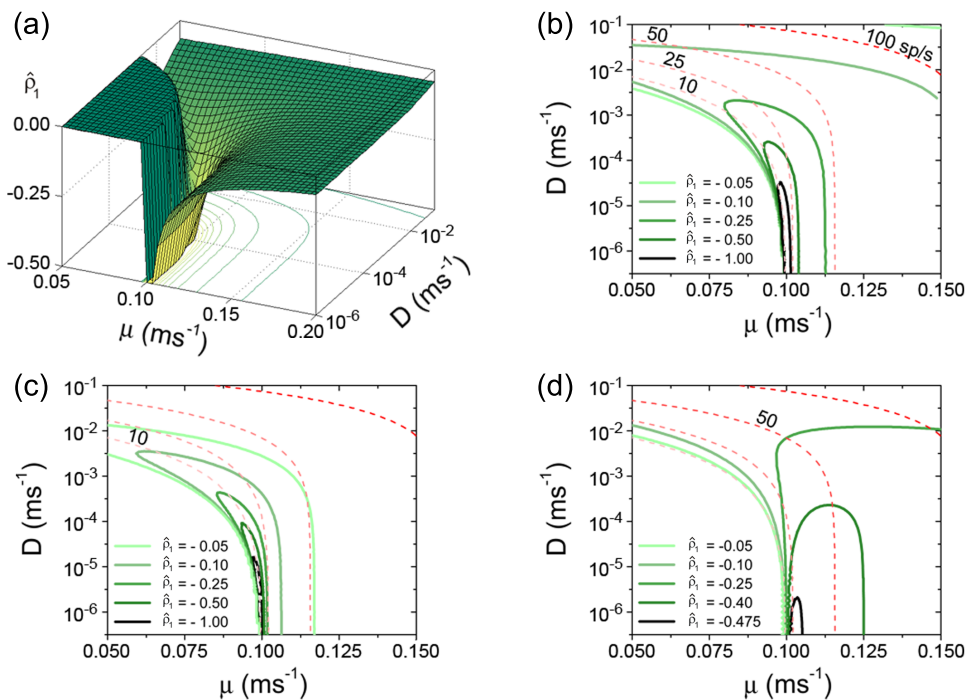 (a)
ρ̂₁
0.00
-0.25
-0.50
0.05
0.10
0.15
0.20
μ (ms⁻¹)
10⁻⁶
10⁻⁴
10⁻²
D (ms⁻¹)
(b)
10⁻¹
10⁻²
10⁻³
10⁻⁴
10⁻⁵
10⁻⁶
D (ms⁻¹)
50
25
10
100 sp/s
ρ̂₁ = - 0.05
ρ̂₁ = - 0.10
ρ̂₁ = - 0.25
ρ̂₁ = - 0.50
ρ̂₁ = - 1.00
0.050 0.075 0.100 0.125 0.150
μ (ms⁻¹)
(c)
10⁻¹
10⁻²
10⁻³
10⁻⁴
10⁻⁵
10⁻⁶
D (ms⁻¹)
10
ρ̂₁ = - 0.05
ρ̂₁ = - 0.10
ρ̂₁ = - 0.25
ρ̂₁ = - 0.50
ρ̂₁ = - 1.00
0.050 0.075 0.100 0.125 0.150
μ (ms⁻¹)
(d)
10⁻¹
10⁻²
10⁻³
10⁻⁴
10⁻⁵
10⁻⁶
D (ms⁻¹)
50
ρ̂₁ = -0.05
ρ̂₁ = -0.10
ρ̂₁ = -0.25
ρ̂₁ = -0.40
ρ̂₁ = -0.475
0.050 0.075 0.100 0.125 0.150
μ (ms⁻¹)